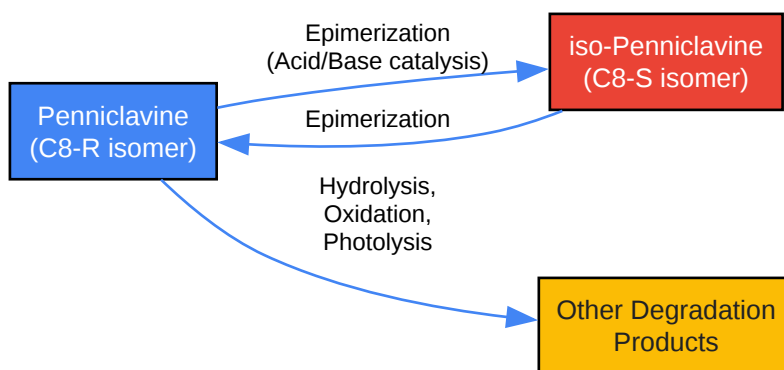 Epimerization
(Acid/Base catalysis)
iso-Penniclavine
(C8-S isomer)
Penniclavine
(C8-R isomer)
Epimerization
Hydrolysis,
Oxidation,
Photolysis
Other Degradation
Products